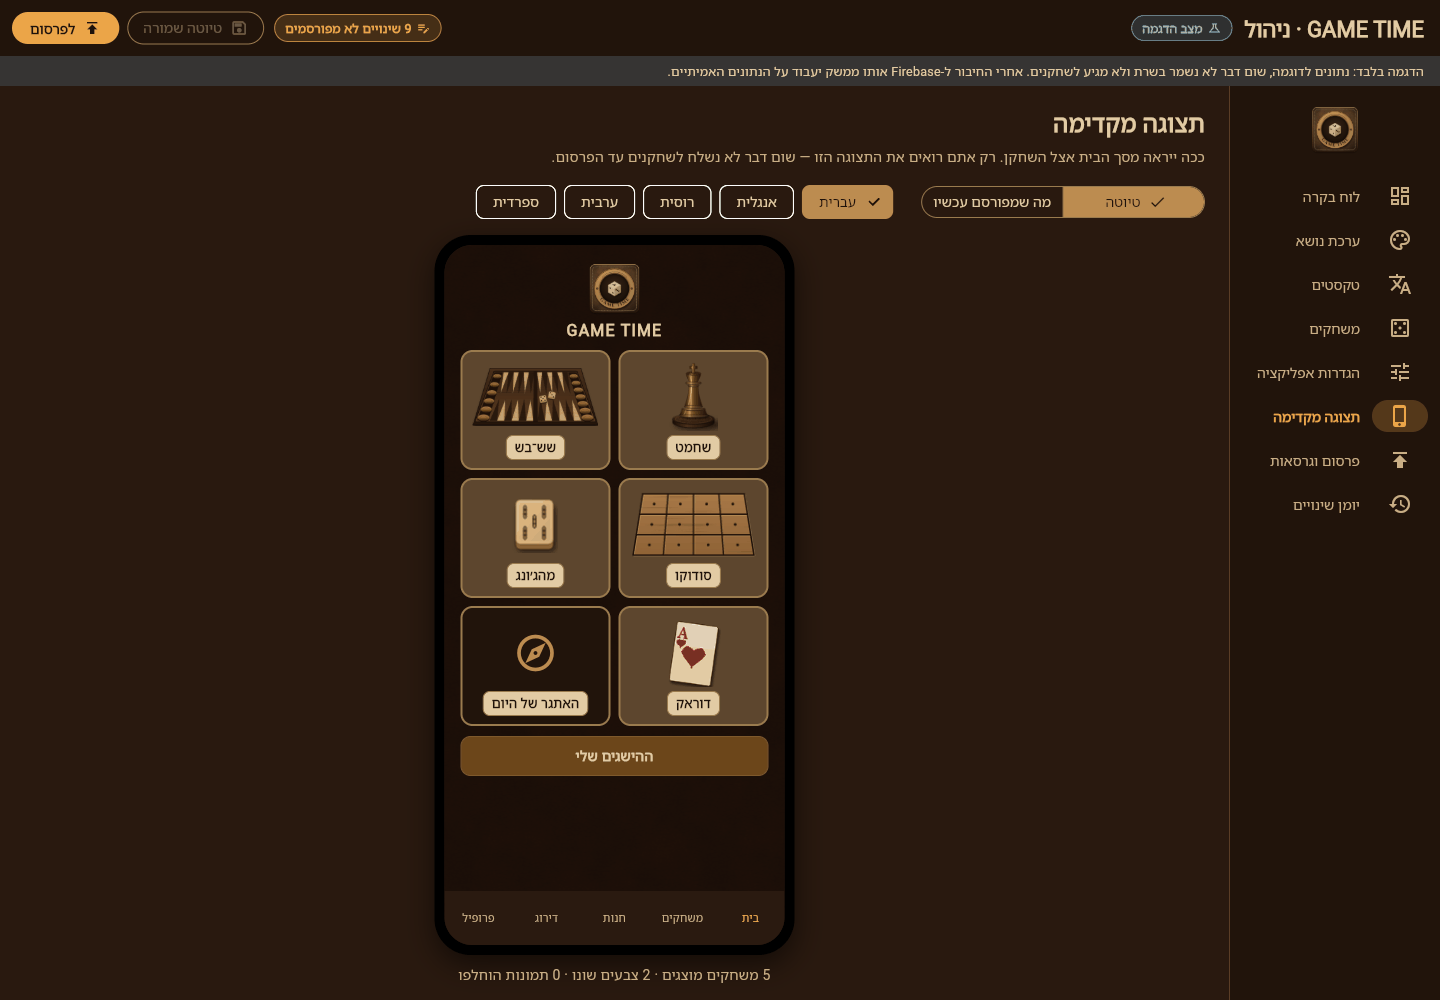 GAME TIME · ניהול
מצב הדגמה
9 שינויים לא מפורסמים
טיוטה שמורה
לפרסום
הדגמה בלבד: נתונים לדוגמה, שום דבר לא נשמר בשרת ולא מגיע לשחקנים. אחרי החיבור ל-Firebase אותו ממשק יעבוד על הנתונים האמיתיים.
לוח בקרה
ערכת נושא
טקסטים
משחקים
הגדרות אפליקציה
תצוגה מקדימה
פרסום וגרסאות
יומן שינויים
תצוגה מקדימה
ככה ייראה מסך הבית אצל השחקן. רק אתם רואים את התצוגה הזו — שום דבר לא נשלח לשחקנים עד הפרסום.
טיוטה
מה שמפורסם עכשיו
עברית
אנגלית
רוסית
ערבית
ספרדית
GAME TIME
שחמט
שש־בש
סודוקו
מהג'ונג
A
דוראק
האתגר של היום
ההישגים שלי
בית
משחקים
חנות
דירוג
פרופיל
5 משחקים מוצגים · 2 צבעים שונו · 0 תמונות הוחלפו